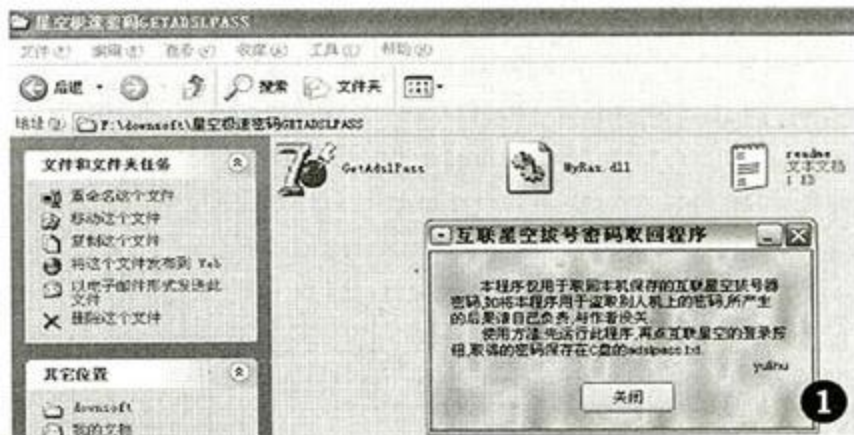 星空极速密码GETADSLPASS
文件(F) 编辑(E) 查看(V) 收藏(A) 工具(T) 帮助(H)
后退 搜索 文件夹
地址(D) F:\downsoft\星空极速密码GETADSLPASS
文件和文件夹任务
重命名这个文件
移动这个文件
复制这个文件
将这个文件发布到 Web
以电子邮件形式发送此
文件
删除这个文件
其它位置
downsoft
我的文档
GetAdslPass
MyRas.dll
readme
文本文档
1 KB
互联星空拔号密码取回程序
本程序仅用于取回本机保存的互联星空拔号器
密码,如将本程序用于盗取别人机上的密码,所产生
的后果请自己负责,与作者没关
使用方法:先运行此程序,再点互联星空的登录按
钮,取得的密码保存在C盘的adslpass.txt.
yulihu
关闭
1